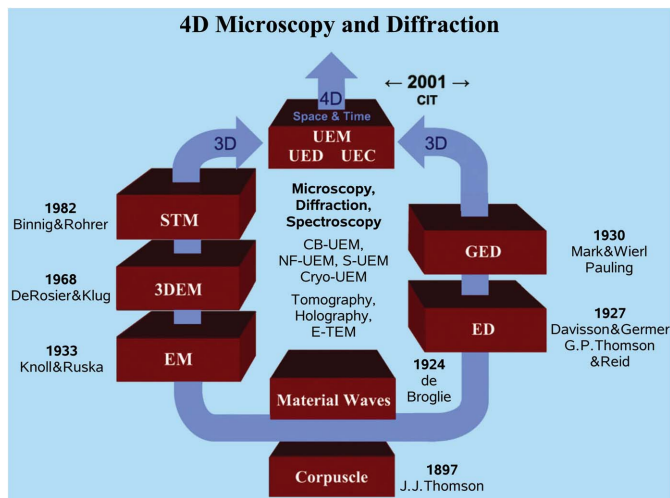 4D Microscopy and Diffraction
← 2001 →
CIT
4D
Space & Time
UEM
UED UEC
3D
3D
1982
Binnig&Rohrer
STM
1968
DeRosier&Klug
3DEM
1933
Knoll&Ruska
EM
Microscopy,
Diffraction,
Spectroscopy
CB-UEM,
NF-UEM, S-UEM
Cryo-UEM
Tomography,
Holography,
E-TEM
GED
1930
Mark&Wierl
Pauling
ED
1927
Davisson&Germer
G.P.Thomson
&Reid
Material Waves
1924
de
Broglie
Corpuscle
1897
J.J.Thomson